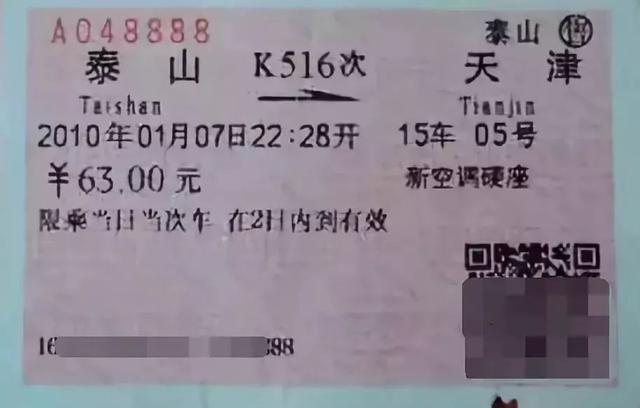 A048888 泰山 售
泰山 K516次 天津
Taishan Tianjin
2010年01月07日22:28开 15车 05号
¥63.00元 新空调硬座
限乘当日当次车 在2日内到有效
16 888